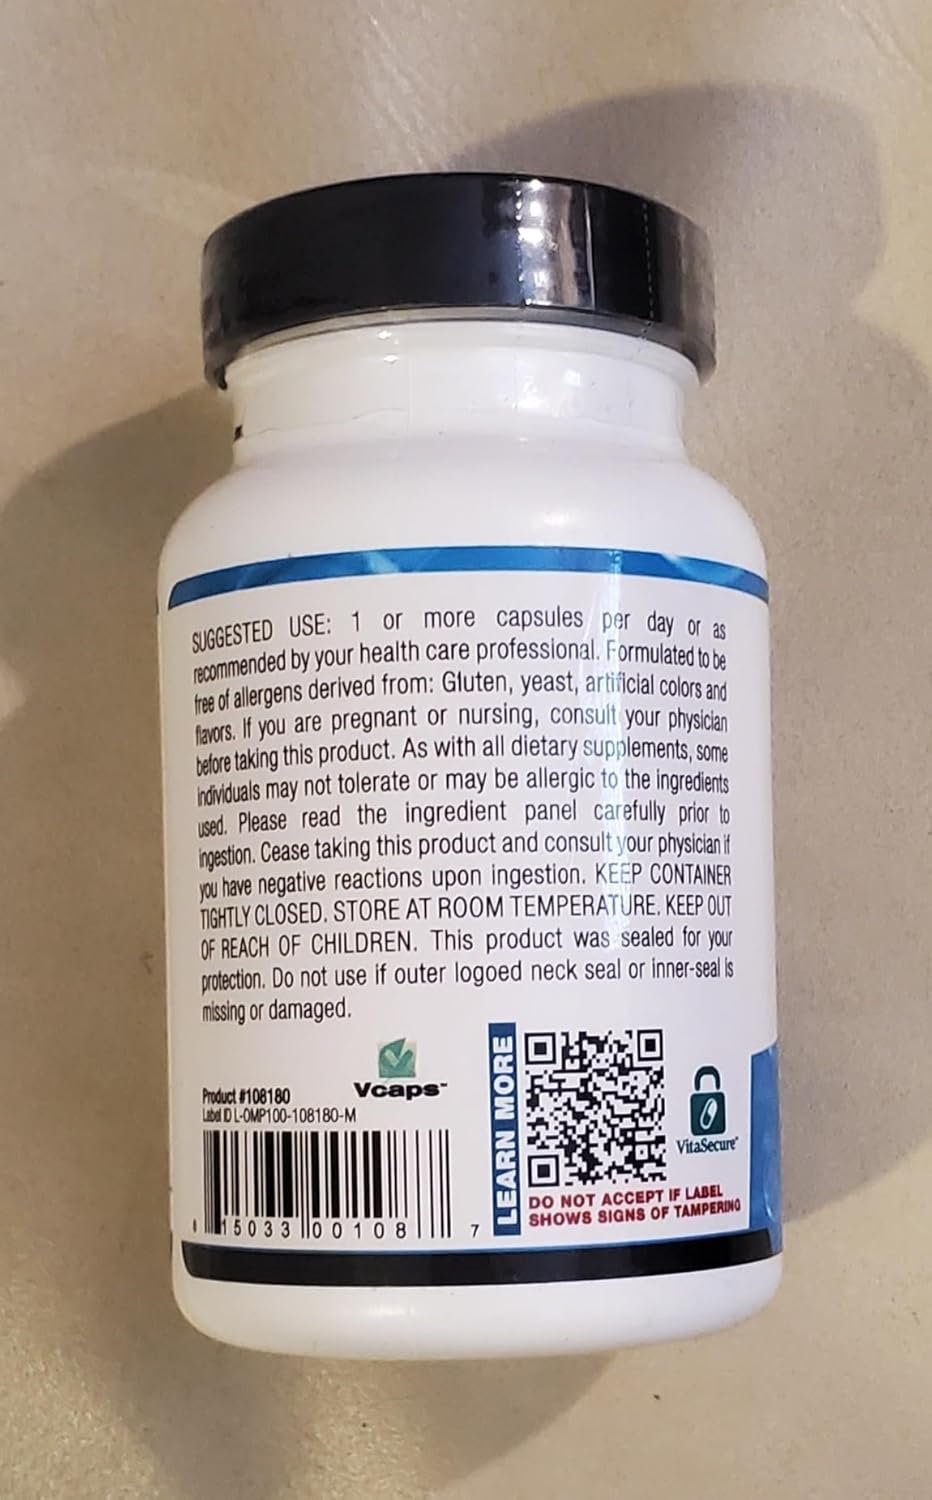 SUGGESTED USE: 1 or more capsules per day or as
recommended by your health care professional. Formulated to be
free of allergens derived from: Gluten, yeast, artificial colors and
flavors. If you are pregnant or nursing, consult your physician
before taking this product. As with all dietary supplements, some
individuals may not tolerate or may be allergic to the ingredients
used. Please read the ingredient panel carefully prior to
ingestion. Cease taking this product and consult your physician if
you have negative reactions upon ingestion. KEEP CONTAINER
TIGHTLY CLOSED. STORE AT ROOM TEMPERATURE. KEEP OUT
OF REACH OF CHILDREN. This product was sealed for your
protection. Do not use if outer logoed neck seal or inner-seal is
missing or damaged.
Vcaps™
Product #108180
Label ID L-OMP100-108180-M
8 15033 00108 7
LEARN MORE
VitaSecure®
DO NOT ACCEPT IF LABEL
SHOWS SIGNS OF TAMPERING